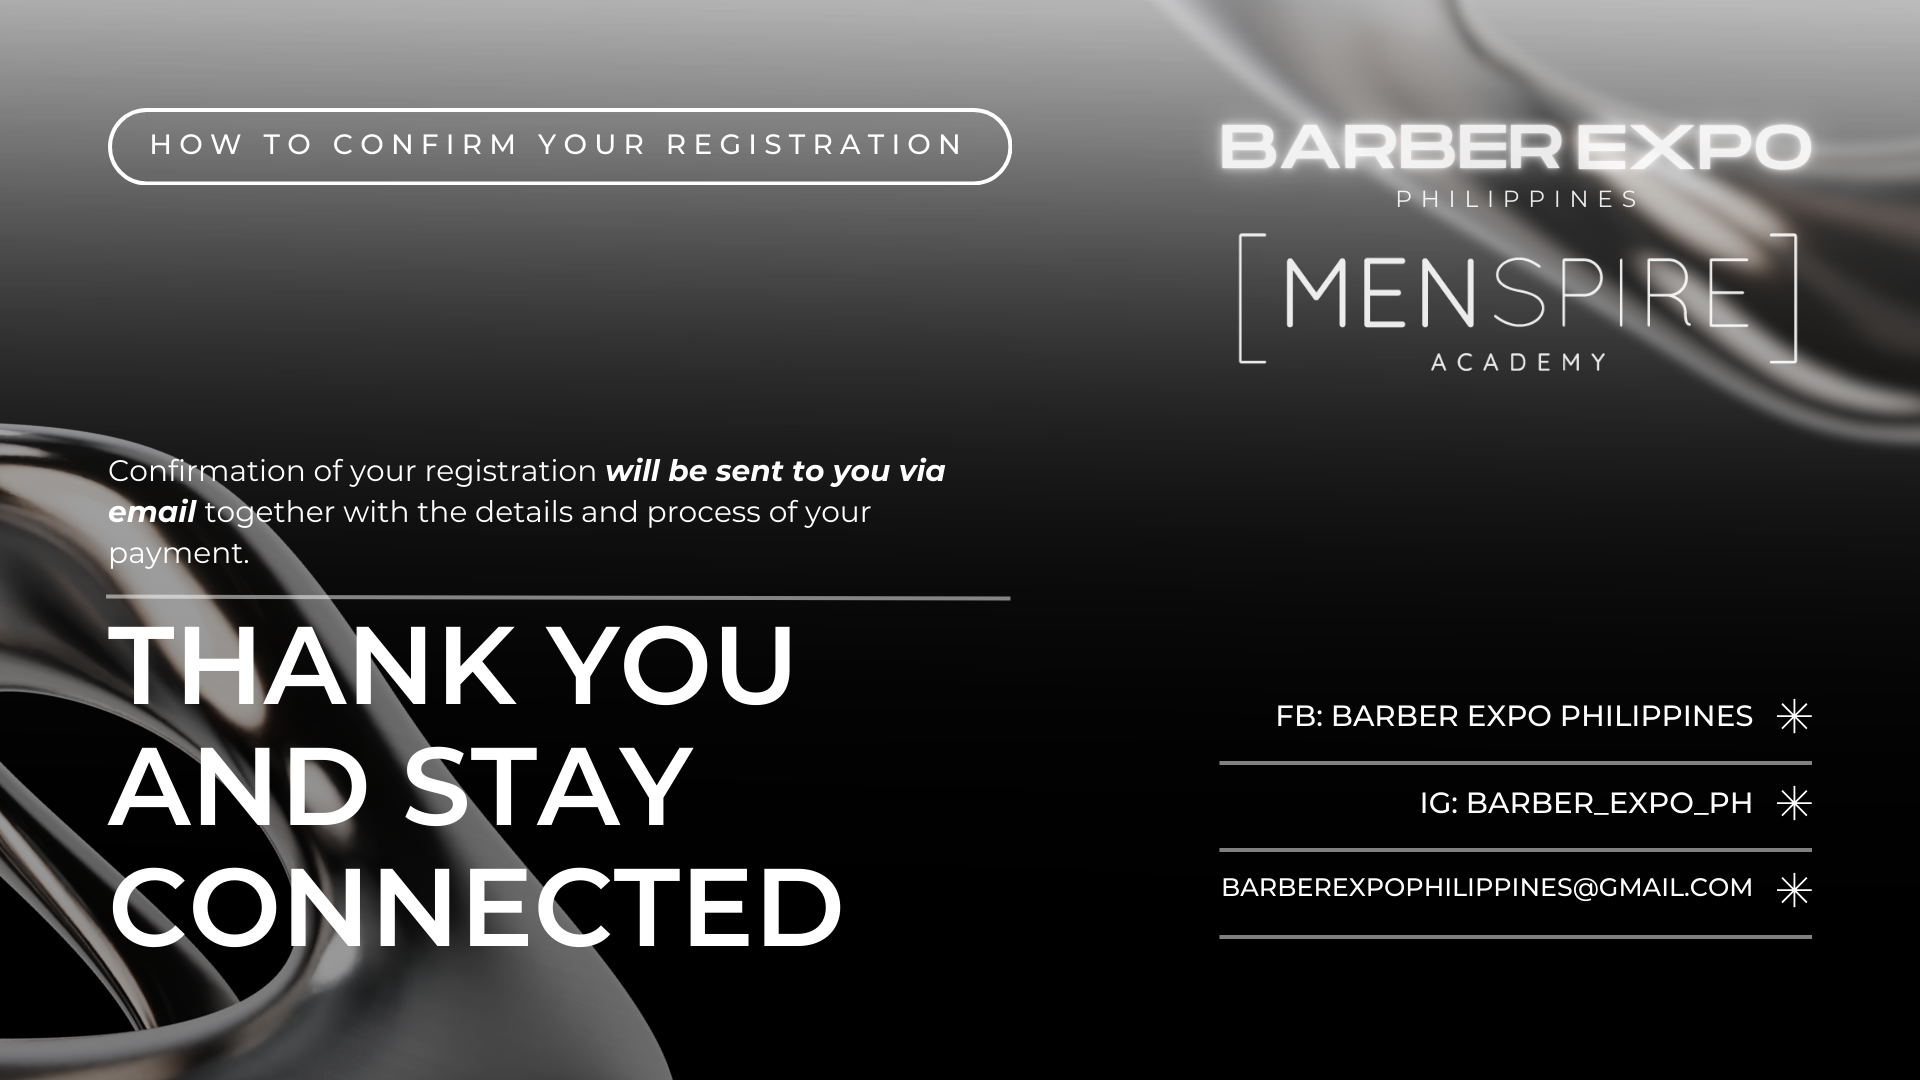 HOW TO CONFIRM YOUR REGISTRATION
BARBER EXPO
PHILIPPINES
[MENSPIRE]
ACADEMY
Confirmation of your registration will be sent to you via
email together with the details and process of your
payment.
THANK YOU
AND STAY
CONNECTED
FB: BARBER EXPO PHILIPPINES
IG: BARBER_EXPO_PH
BARBEREXPOPHILIPPINES@GMAIL.COM